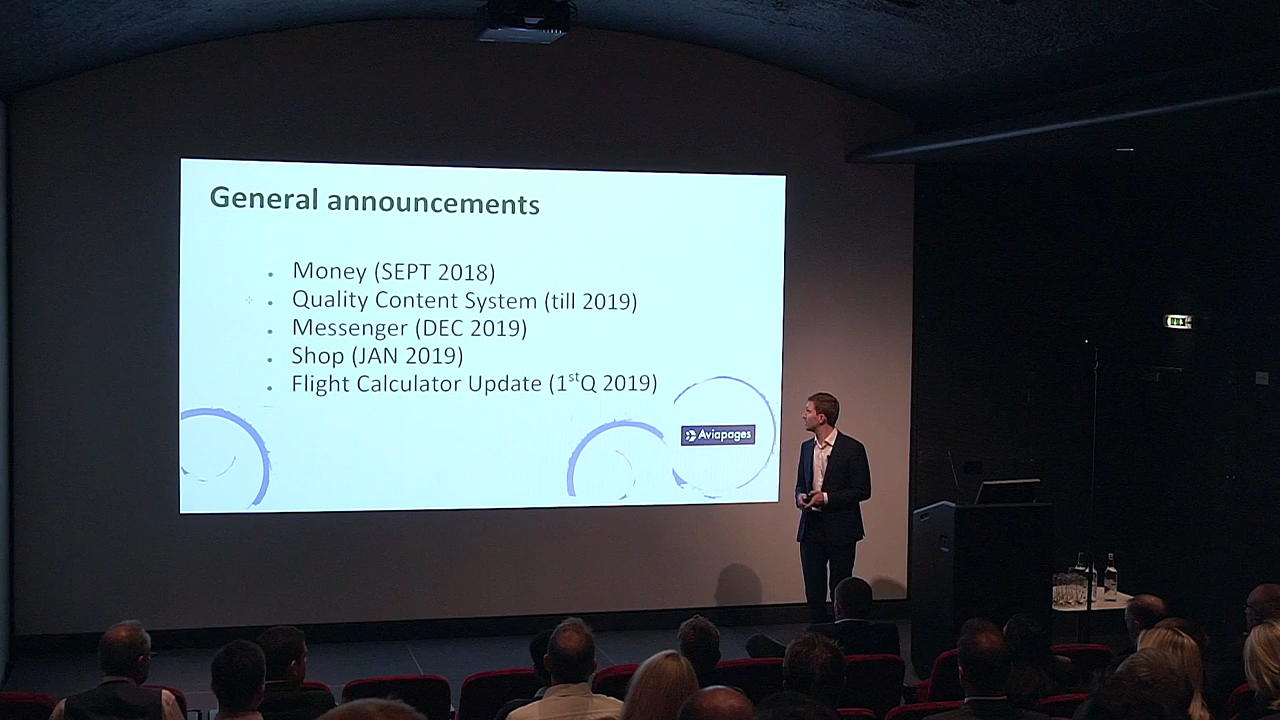 General announcements
Money (SEPT 2018)
Quality Content System (till 2019)
Messenger (DEC 2019)
Shop (JAN 2019)
Flight Calculator Update (1stQ 2019)
Aviapages